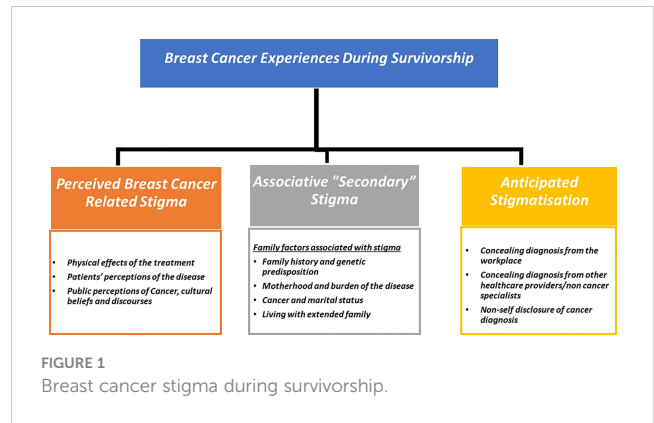 Breast Cancer Experiences During Survivorship
Perceived Breast Cancer
Related Stigma
• Physical effects of the treatment
• Patients' perceptions of the disease
• Public perceptions of Cancer, cultural
beliefs and discourses
Associative "Secondary”
Stigma
Family factors associated with stigma
• Family history and genetic
predisposition
• Motherhood and burden of the disease
• Cancer and marital status
• Living with extended family
Anticipated
Stigmatisation
• Concealing diagnosis from the
workplace
• Concealing diagnosis from other
healthcare providers/non cancer
specialists
• Non-self disclosure of cancer
diagnosis
FIGURE 1
Breast cancer stigma during survivorship.